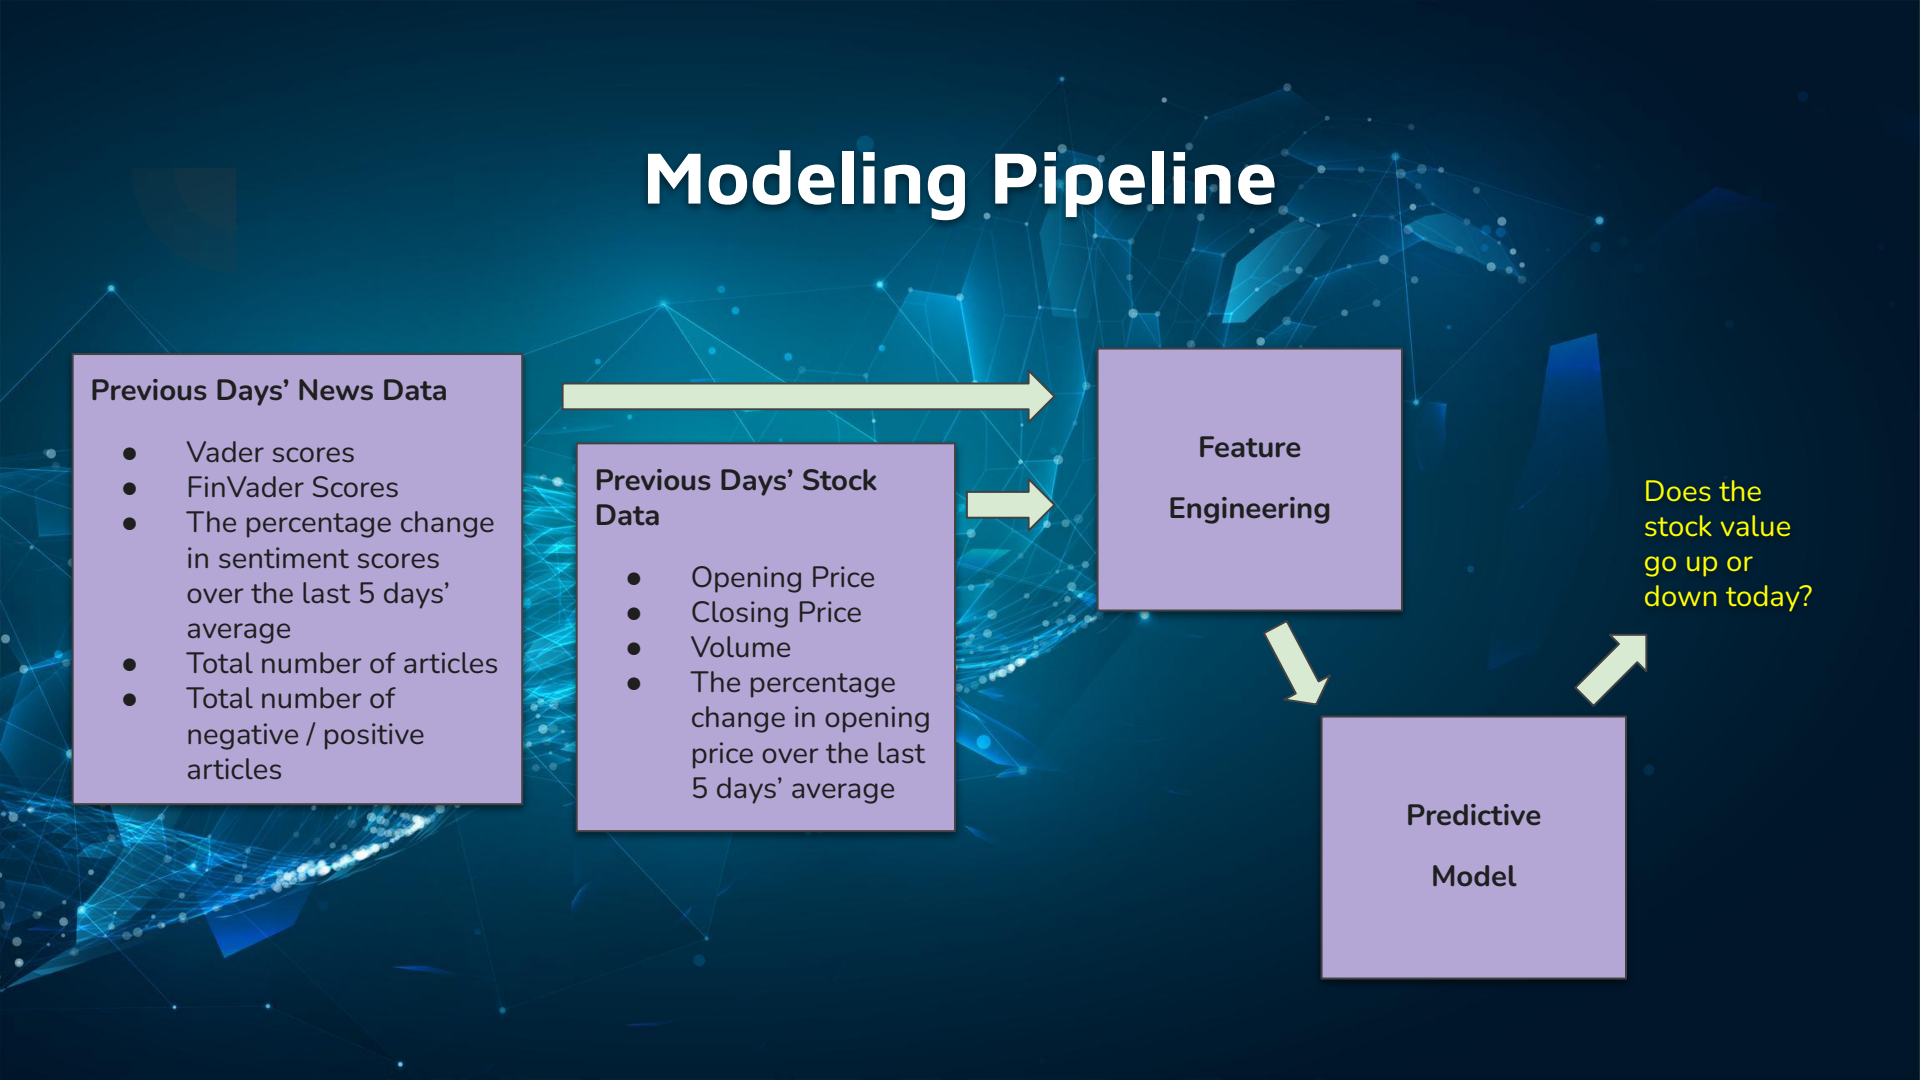 Modeling Pipeline
Previous Days’ News Data
● Vader scores
● FinVader Scores
● The percentage change
in sentiment scores
over the last 5 days’
average
● Total number of articles
● Total number of
negative / positive
articles
Previous Days’ Stock
Data
● Opening Price
● Closing Price
● Volume
● The percentage
change in opening
price over the last
5 days’ average
Feature
Engineering
Predictive
Model
Does the
stock value
go up or
down today?